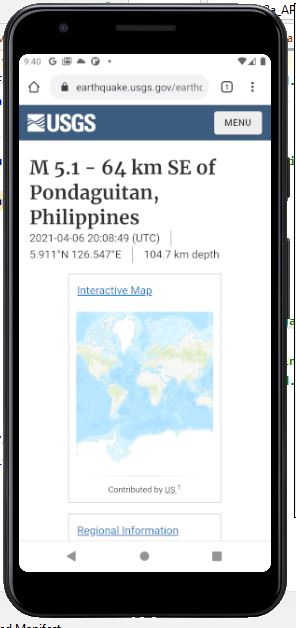 9:40
earthquake.usgs.gov/earthc
1
USGS
MENU
M 5.1 - 64 km SE of
Pondaguitan,
Philippines
2021-04-06 20:08:49 (UTC)
5.911°N 126.547°E
104.7 km depth
Interactive Map
Contributed by US 1
Regional Information